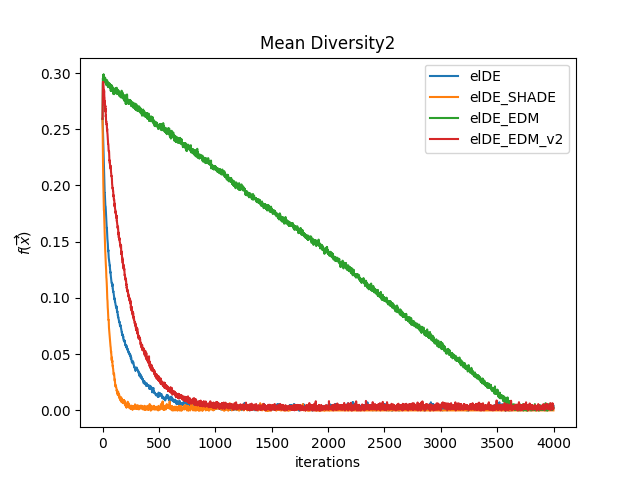 Mean Diversity2
0.30
0.25
0.20
0.15
0.10
0.05
0.00
f(x⃗)
0 500 1000 1500 2000 2500 3000 3500 4000
iterations
elDE
elDE_SHADE
elDE_EDM
elDE_EDM_v2